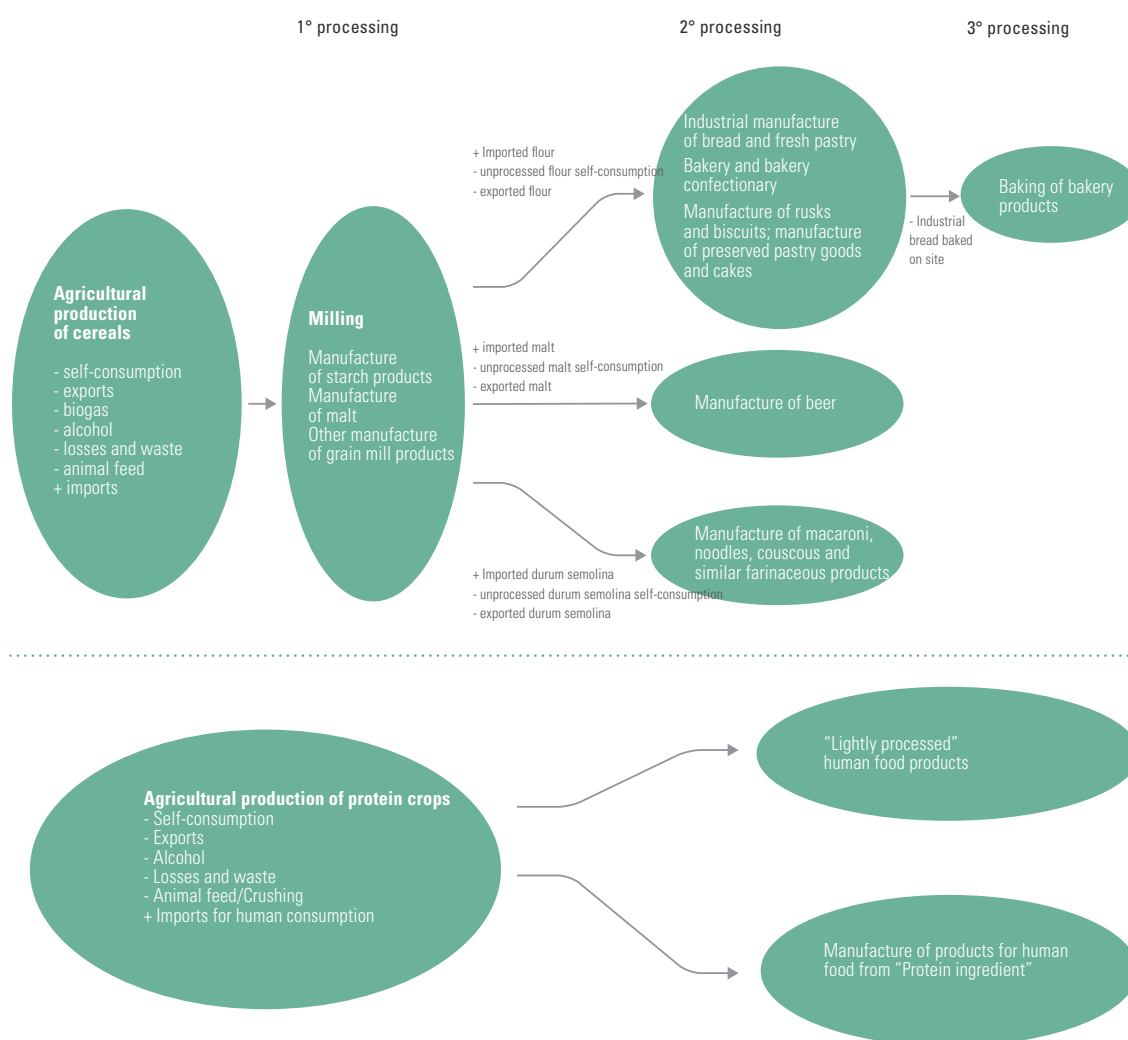 1° processing
2° processing
3° processing
Agricultural
production
of cereals
- self-consumption
- exports
- biogas
- alcohol
- losses and waste
- animal feed
+ imports
Milling
Manufacture
of starch products
Manufacture
of malt
Other manufacture
of grain mill products
+ Imported flour
- unprocessed flour self-consumption
- exported flour
Industrial manufacture
of bread and fresh pastry
Bakery and bakery
confectionary
Manufacture of rusks
and biscuits; manufacture
of preserved pastry goods
and cakes
- Industrial
bread baked
on site
Baking of bakery
products
+ imported malt
- unprocessed malt self-consumption
- exported malt
Manufacture of beer
+ Imported durum semolina
- unprocessed durum semolina self-consumption
- exported durum semolina
Manufacture of macaroni,
noodles, couscous and
similar farinaceous products
Agricultural production of protein crops
- Self-consumption
- Exports
- Alcohol
- Losses and waste
- Animal feed/Crushing
+ Imports for human consumption
“Lightly processed”
human food products
Manufacture of products for human
food from “Protein ingredient”